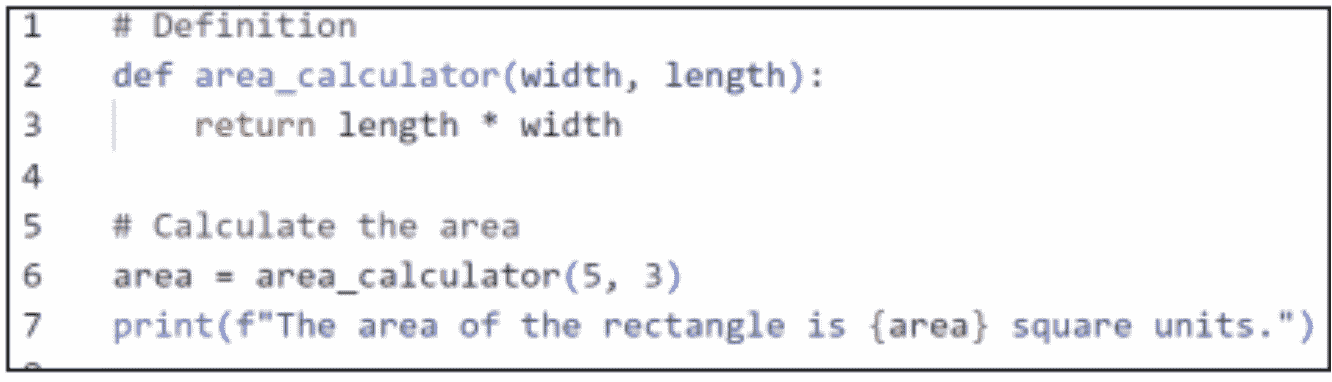 1 # Definition
2 def area_calculator(width, length):
3     return length * width
4
5 # Calculate the area
6 area = area_calculator(5, 3)
7 print(f"The area of the rectangle is {area} square units.")